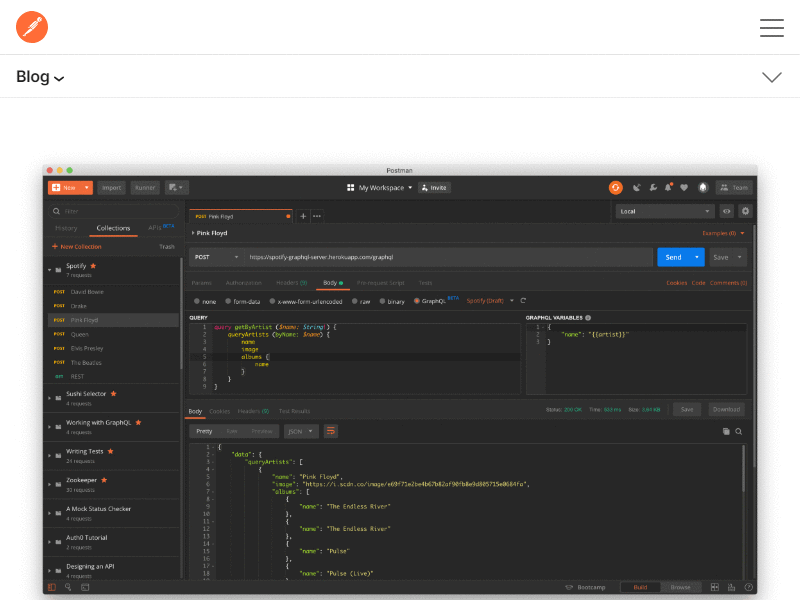 Blog
Postman
New
Import
Runner
My Workspace
Invite
Team
Filter
History
Collections
APIs BETA
New Collection
Trash
Spotify
7 requests
POST David Bowie
POST Drake
POST Pink Floyd
POST Queen
POST Elvis Presley
POST The Beatles
GET REST
Sushi Selector
4 requests
Working with GraphQL
4 requests
Writing Tests
Zookeeper
A Mock Status Checker
4 requests
Auth0 Tutorial
2 requests
Designing an API
4 requests
POST Pink Floyd
Local
Pink Floyd
Examples (0)
POST
https://spotify-graphql-server.herokuapp.com/graphql
Send
Save
Params
Authorization
Headers (9)
Body
Pre-request Script
Tests
Cookies
Code
Comments (0)
none
form-data
x-www-form-urlencoded
raw
binary
GraphQL BETA
Spotify (Draft)
QUERY
1 query getByArtist ($name: String!) {
2 queryArtists (byName: $name) {
3 name
4 image
5 albums {
6 name
7 }
8 }
9 }
GRAPHQL VARIABLES
1 {
2 "name": "{{artist}}"
3 }
Body
Cookies
Headers (9)
Test Results
Status: 200 OK
Size: 3.84 KB
Save
Download
Pretty
Raw
Preview
JSON
1 {
2 "data": {
3 "queryArtists": [
4 {
5 "name": "Pink Floyd",
6 "image": "https://i.scdn.co/image/e69f71e2be4b67b82af90fb8e9d805715e0684fa",
7 "albums": [
8 {
9 "name": "The Endless River"
10 },
11 {
12 "name": "The Endless River"
13 },
14 {
15 "name": "Pulse"
16 },
17 {
18 "name": "Pulse (Live)"
Bootcamp
Build
Browse